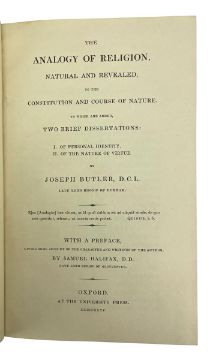 THE
ANALOGY OF RELIGION,
NATURAL AND REVEALED,
TO THE
CONSTITUTION AND COURSE OF NATURE.
TO WHICH ARE ADDED,
TWO BRIEF DISSERTATIONS:
I. OF PERSONAL IDENTITY.
II. OF THE NATURE OF VIRTUE.
BY
JOSEPH BUTLER, D.C.L.
LATE LORD BISHOP OF DURHAM.
WITH A PREFACE,
GIVING SOME ACCOUNT OF THE CHARACTER AND WRITINGS OF THE AUTHOR,
BY SAMUEL HALIFAX, D.D.
LATE LORD BISHOP OF GLOUCESTER.
OXFORD,
AT THE UNIVERSITY PRESS.